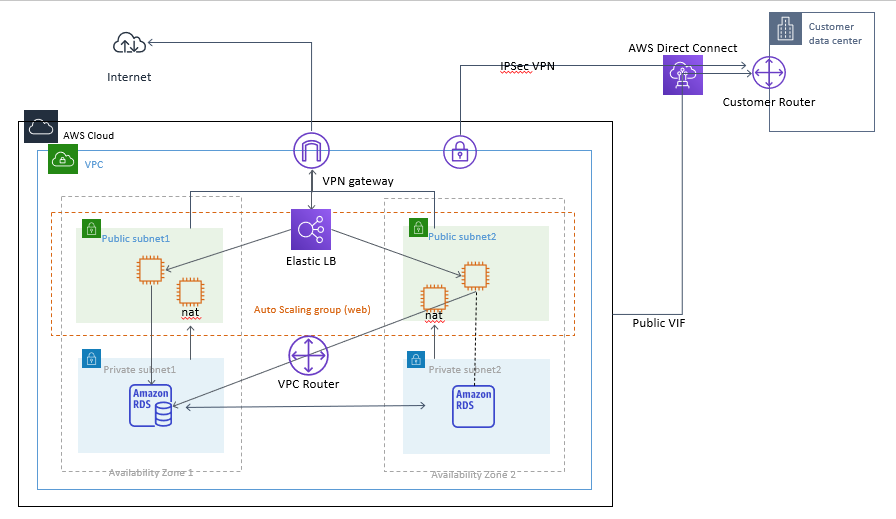 Customer
data center
AWS Direct Connect
IPSec VPN
Internet
Customer Router
AWS Cloud
VPC
VPN gateway
Public subnet1
Public subnet2
Elastic LB
nat
Auto Scaling group (web)
nat
Public VIF
Private subnet1
Private subnet2
VPC Router
Amazon
RDS
Amazon
RDS
Availability Zone 1
Availability Zone 2